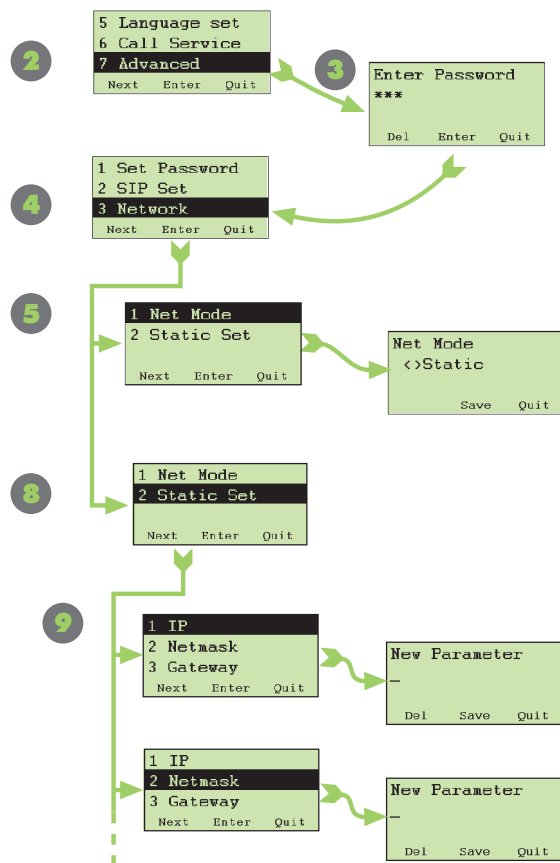 2
5 Language set
6 Call Service
7 Advanced
Next Enter Quit
3
Enter Password
***
Del Enter Quit
4
1 Set Password
2 SIP Set
3 Network
Next Enter Quit
5
1 Net Mode
2 Static Set
Next Enter Quit
Net Mode
<>Static
Save Quit
8
1 Net Mode
2 Static Set
Next Enter Quit
9
1 IP
2 Netmask
3 Gateway
Next Enter Quit
New Parameter
_
Del Save Quit
1 IP
2 Netmask
3 Gateway
Next Enter Quit
New Parameter
_
Del Save Quit